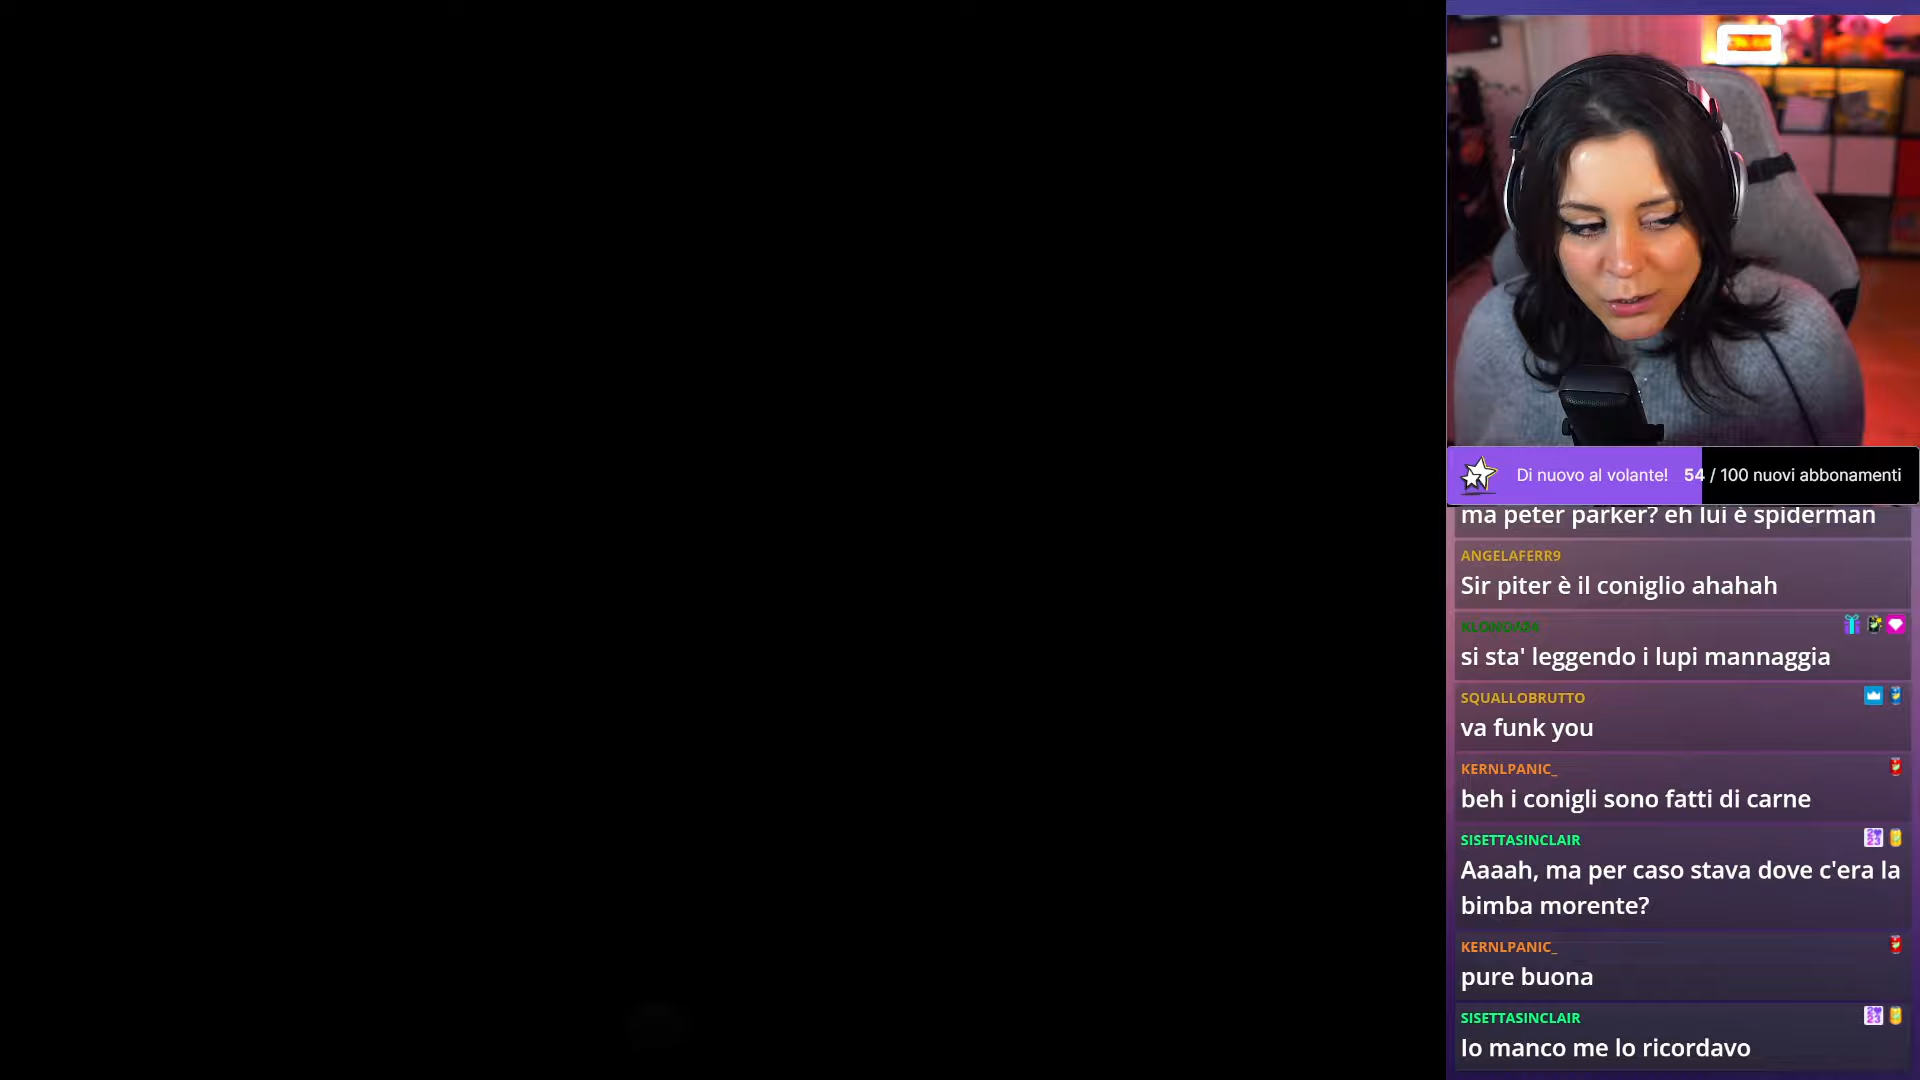 Di nuovo al volante! 54 / 100 nuovi abbonamenti
ma peter parker? eh lui è spiderman
ANGELAFERR9
Sir piter è il coniglio ahahah
si sta' leggendo i lupi mannaggia
SQUALLOBRUTTO
va funk you
KERNLPANIC_
beh i conigli sono fatti di carne
SISETTASINCLAIR
Aaaah, ma per caso stava dove c'era la
bimba morente?
KERNLPANIC_
pure buona
SISETTASINCLAIR
Io manco me lo ricordavo